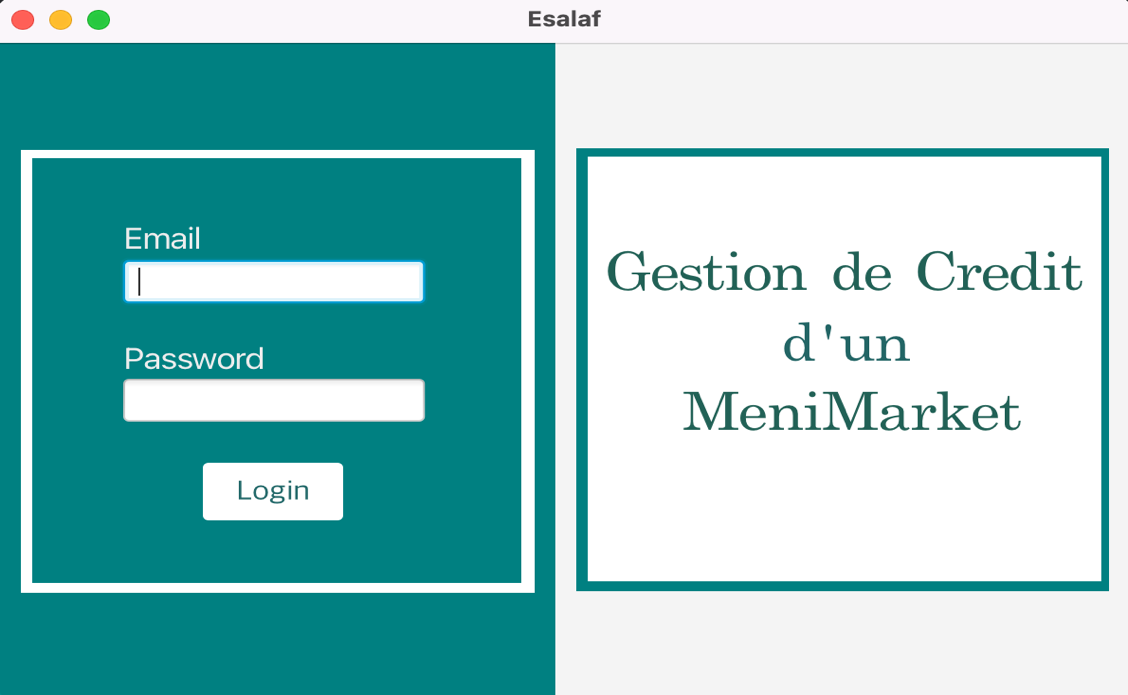 Esalaf
Email
Password
Login
Gestion de Credit
d'un
MeniMarket